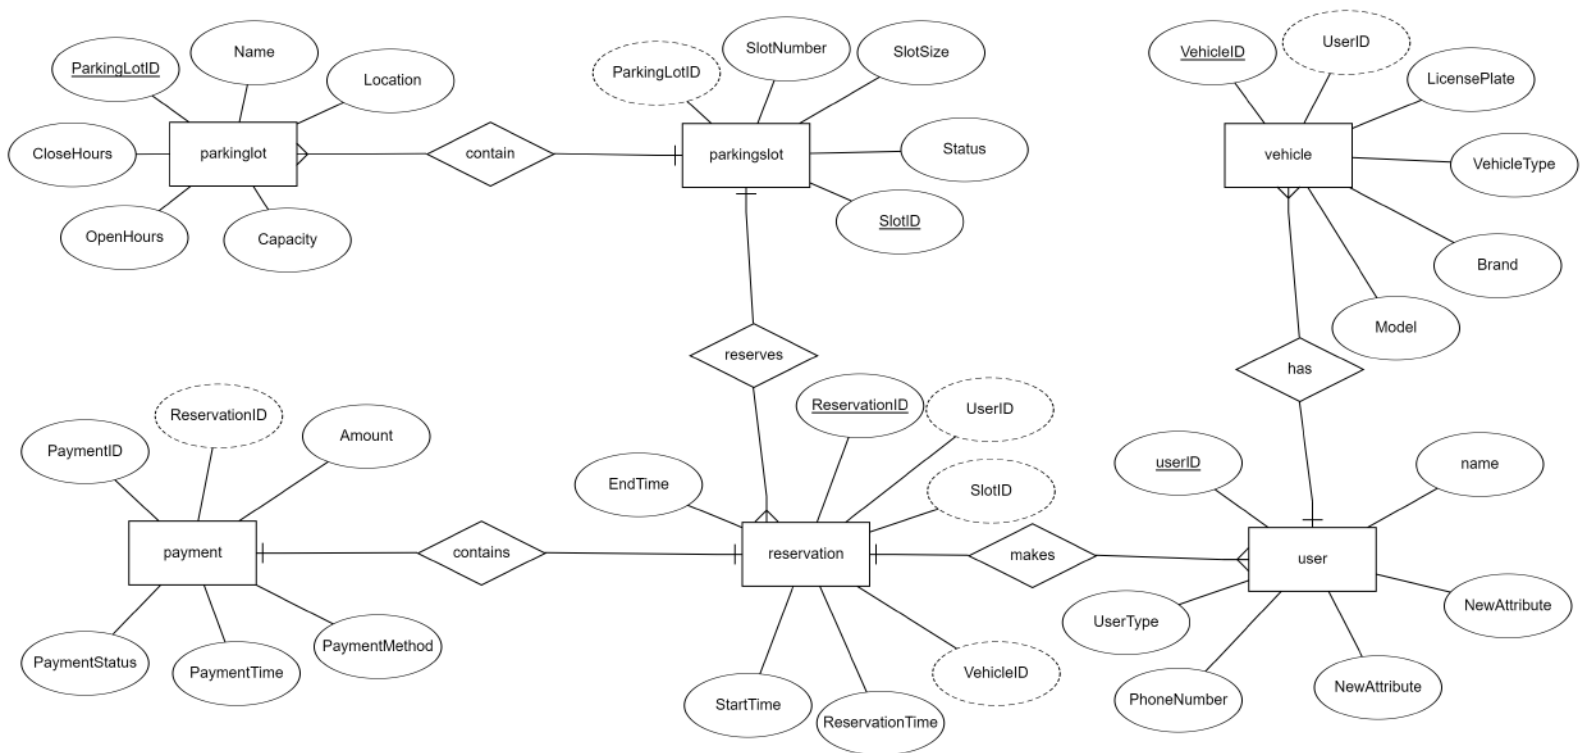 Name
ParkingLotID
Location
CloseHours
parkinglot
OpenHours
Capacity
contain
ParkingLotID
SlotNumber
SlotSize
parkingslot
Status
SlotID
VehicleID
UserID
LicensePlate
vehicle
VehicleType
Brand
Model
reserves
has
ReservationID
PaymentID
Amount
payment
PaymentStatus
PaymentTime
PaymentMethod
contains
ReservationID
UserID
EndTime
SlotID
reservation
StartTime
ReservationTime
VehicleID
makes
userID
name
user
UserType
NewAttribute
PhoneNumber
NewAttribute